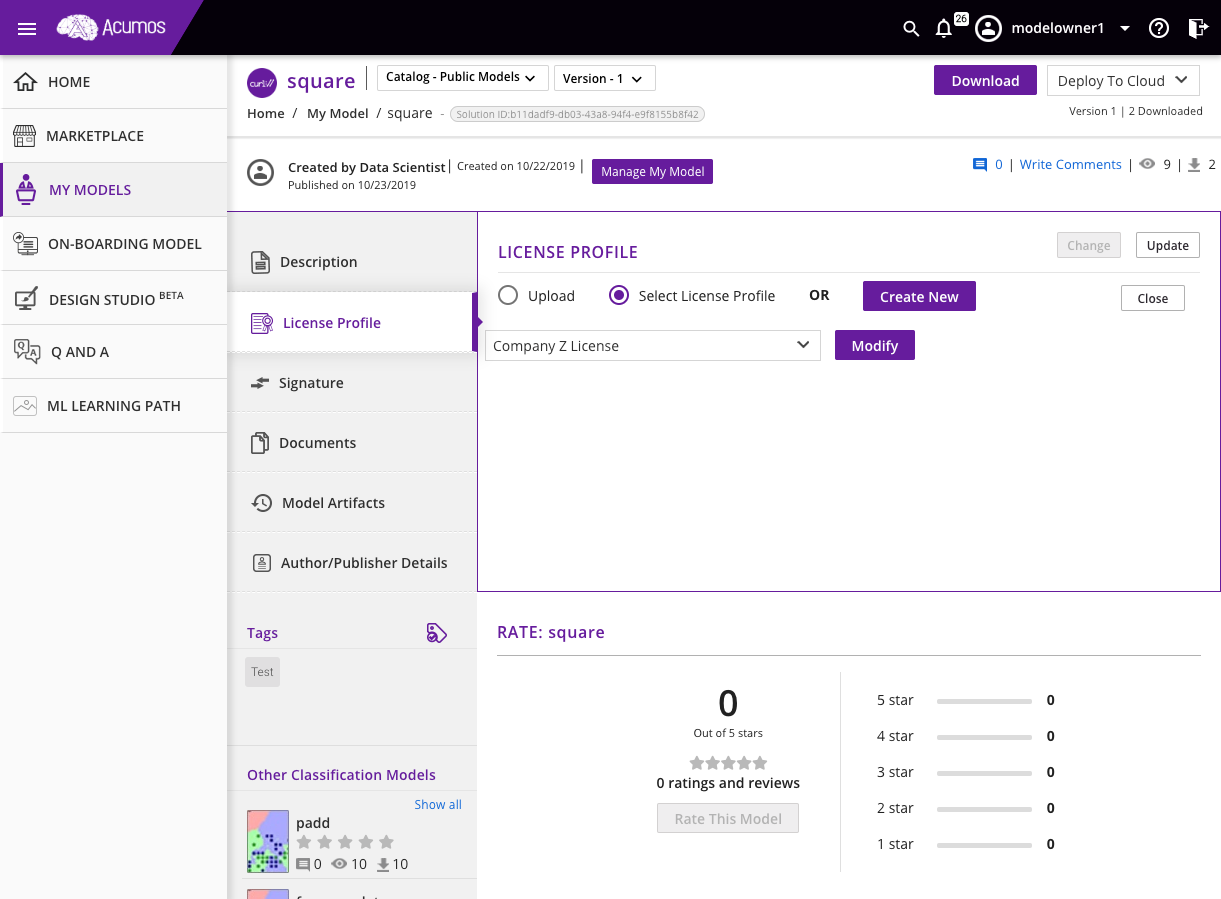 Acumos
26
modelowner1
HOME
MARKETPLACE
MY MODELS
ON-BOARDING MODEL
DESIGN STUDIO BETA
Q AND A
ML LEARNING PATH
square
Catalog - Public Models
Version - 1
Download
Deploy To Cloud
Home / My Model / square - Solution ID:b11dadf9-db03-43a8-94f4-e9f8155b8f42
Version 1 | 2 Downloaded
Created by Data Scientist | Created on 10/22/2019 |
Manage My Model
Published on 10/23/2019
0 | Write Comments | 9 | 2
Description
License Profile
Signature
Documents
Model Artifacts
Author/Publisher Details
Tags
Test
Other Classification Models
Show all
padd
0 10 10
LICENSE PROFILE
Change
Update
Upload
Select License Profile
OR
Create New
Close
Company Z License
Modify
RATE: square
0
Out of 5 stars
0 ratings and reviews
Rate This Model
5 star 0
4 star 0
3 star 0
2 star 0
1 star 0